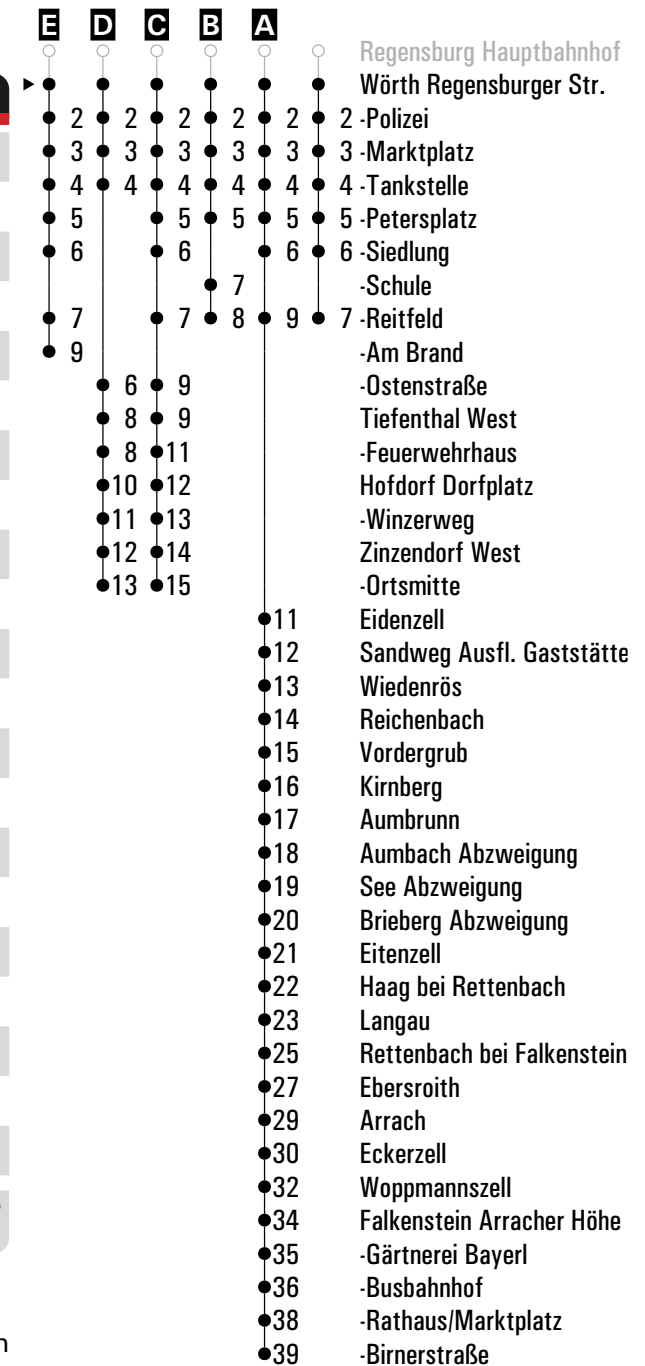 E D C B A
Regensburg Hauptbahnhof
Wörth Regensburger Str.
2 2 2 2 2 2 -Polizei
3 3 3 3 3 3 -Marktplatz
4 4 4 4 4 4 -Tankstelle
5 5 5 5 5 -Petersplatz
6 6 6 6 -Siedlung
7 -Schule
7 7 8 9 7 -Reitfeld
9 -Am Brand
6 9 -Ostenstraße
8 9 Tiefenthal West
8 11 -Feuerwehrhaus
10 12 Hofdorf Dorfplatz
11 13 -Winzerweg
12 14 Zinzendorf West
13 15 -Ortsmitte
11 Eidenzell
12 Sandweg Ausfl. Gaststätte
13 Wiedenrös
14 Reichenbach
15 Vordergrub
16 Kirnberg
17 Aumbrunn
18 Aumbach Abzweigung
19 See Abzweigung
20 Brieberg Abzweigung
21 Eitenzell
22 Haag bei Rettenbach
23 Langau
25 Rettenbach bei Falkenstein
27 Ebersroith
29 Arrach
30 Eckerzell
32 Woppmannszell
34 Falkenstein Arracher Höhe
35 -Gärtnerei Bayerl
36 -Busbahnhof
38 -Rathaus/Marktplatz
39 -Birnerstraße